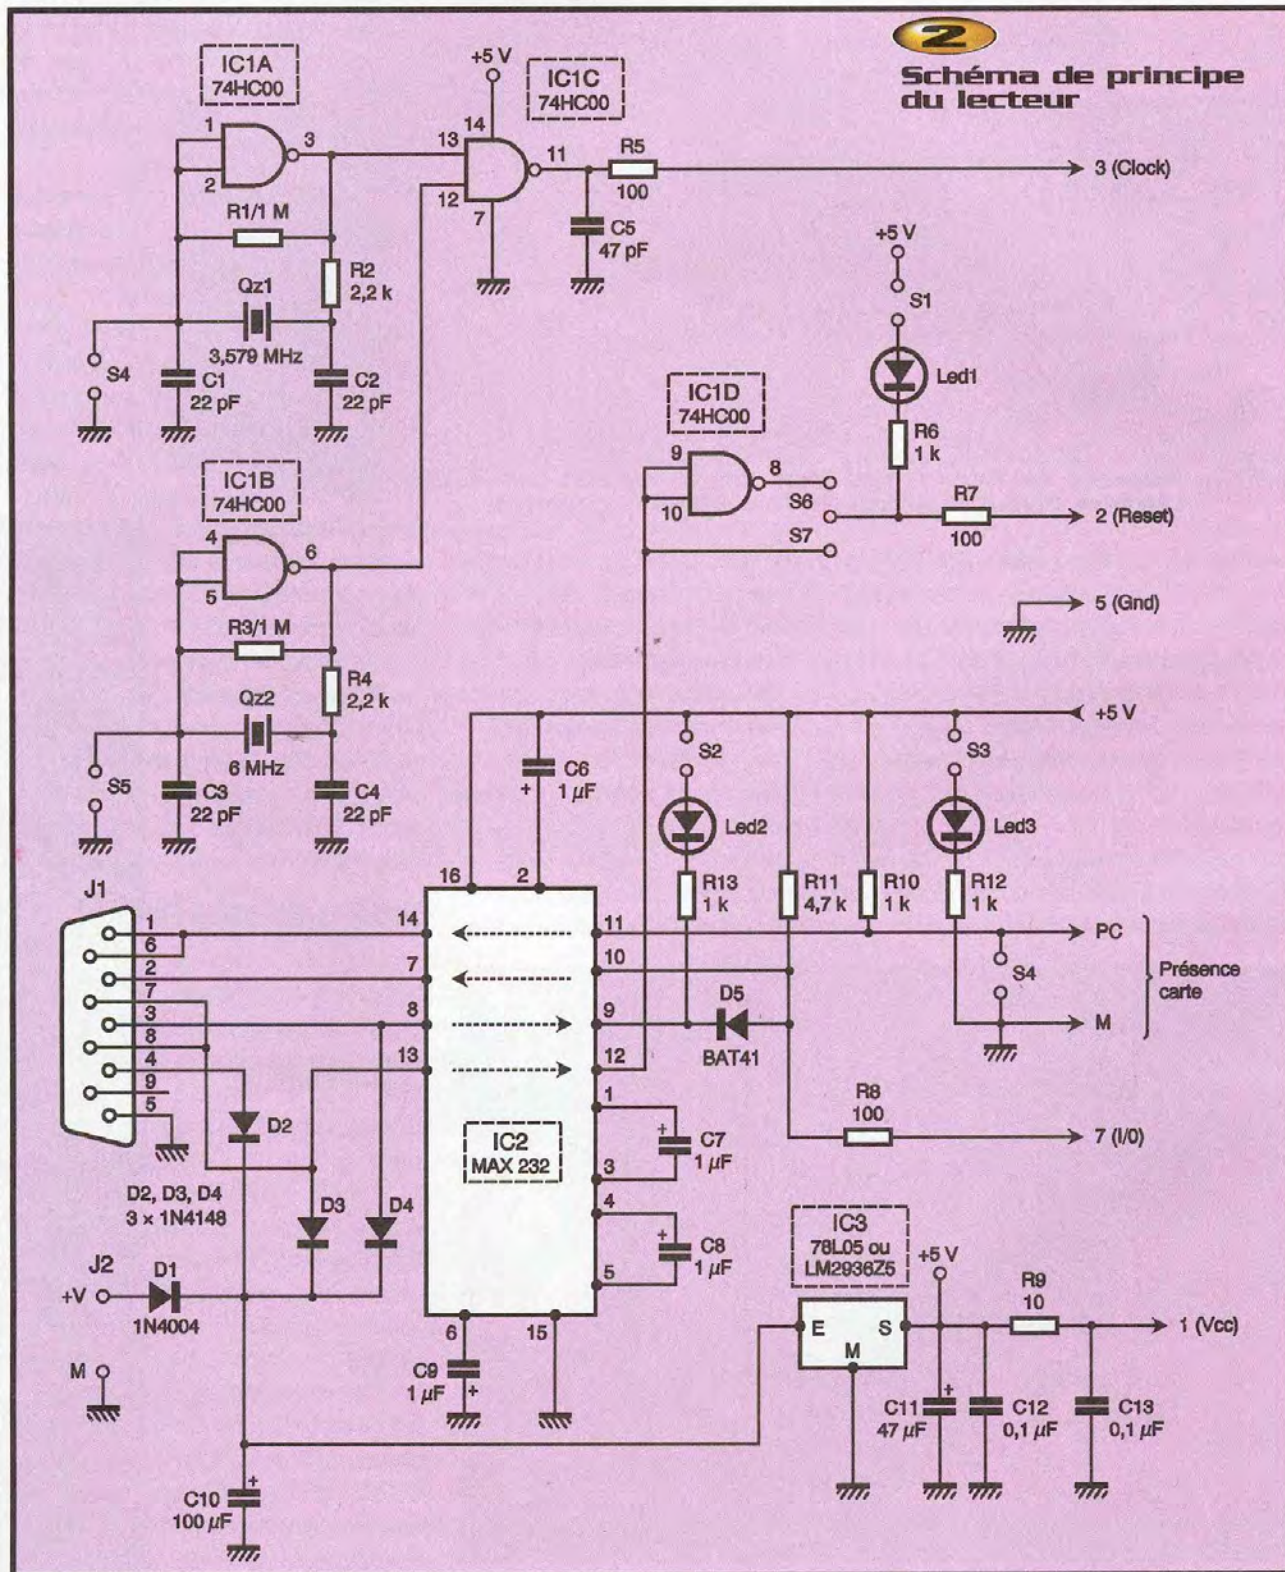 2
Schéma de principe
du lecteur
IC1A
74HC00
+5 V
IC1C
74HC00
1
2
3
13
12
14
7
11
R5
100
3 (Clock)
C5
47 pF
R1/1 M
R2
2,2 k
Qz1
3,579 MHz
S4
C1
22 pF
C2
22 pF
+5 V
S1
Led1
R6
1 k
IC1D
74HC00
9
10
8
S6
S7
R7
100
2 (Reset)
5 (Gnd)
IC1B
74HC00
4
5
6
R3/1 M
R4
2,2 k
Qz2
6 MHz
S5
C3
22 pF
C4
22 pF
+5 V
C6
+
1 µF
S2
Led2
S3
Led3
R13
1 k
R11
4,7 k
R10
1 k
R12
1 k
J1
1
6
2
7
3
8
4
9
5
16
2
14
7
8
13
11
10
9
12
1
3
4
5
6
15
IC2
MAX 232
PC
S4
M
Présence
carte
D5
BAT41
R8
100
7 (I/0)
+
C7
1 µF
+
C8
1 µF
D2
D2, D3, D4
3 × 1N4148
D3
D4
J2
+V
D1
1N4004
M
C9
1 µF
+
IC3
78L05 ou
LM2936Z5
E
S
M
+5 V
R9
10
1 (Vcc)
C11
47 µF
+
C12
0,1 µF
C13
0,1 µF
C10
100 µF
+